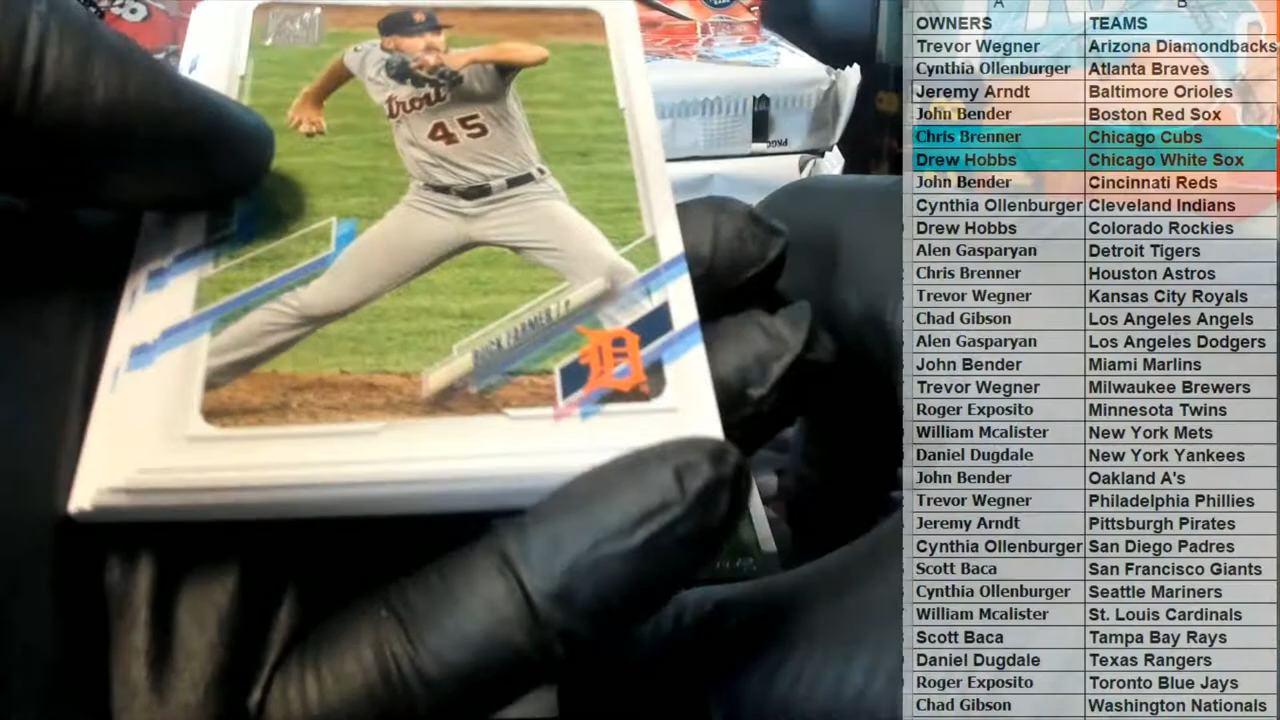 A B
OWNERS TEAMS
Trevor Wegner Arizona Diamondbacks
Cynthia Ollenburger Atlanta Braves
Jeremy Arndt Baltimore Orioles
John Bender Boston Red Sox
Chris Brenner Chicago Cubs
Drew Hobbs Chicago White Sox
John Bender Cincinnati Reds
Cynthia Ollenburger Cleveland Indians
Drew Hobbs Colorado Rockies
Alen Gasparyan Detroit Tigers
Chris Brenner Houston Astros
Trevor Wegner Kansas City Royals
Chad Gibson Los Angeles Angels
Alen Gasparyan Los Angeles Dodgers
John Bender Miami Marlins
Trevor Wegner Milwaukee Brewers
Roger Exposito Minnesota Twins
William Mcalister New York Mets
Daniel Dugdale New York Yankees
John Bender Oakland A's
Trevor Wegner Philadelphia Phillies
Jeremy Arndt Pittsburgh Pirates
Cynthia Ollenburger San Diego Padres
Scott Baca San Francisco Giants
Cynthia Ollenburger Seattle Mariners
William Mcalister St. Louis Cardinals
Scott Baca Tampa Bay Rays
Daniel Dugdale Texas Rangers
Roger Exposito Toronto Blue Jays
Chad Gibson Washington Nationals
Detroit
45
BUCK FARMER / P
D
PKGC